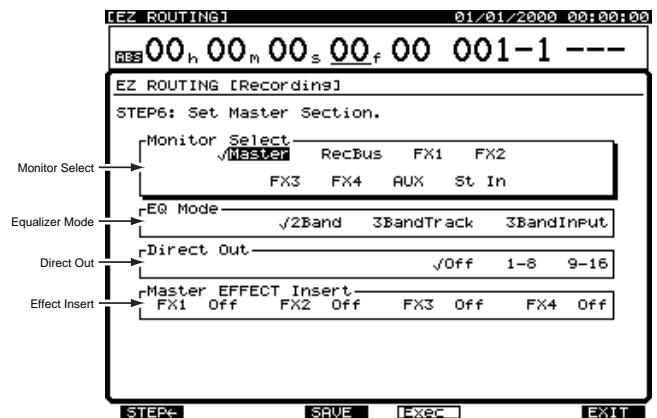 [EZ ROUTING] 01/01/2000 00:00:00
ABS 00h 00m 00s 00f 00 001-1 ---
EZ ROUTING [Recording]
STEP6: Set Master Section.
Monitor Select
√Master RecBus FX1 FX2
Monitor Select
FX3 FX4 AUX St In
EQ Mode
Equalizer Mode
√2Band 3BandTrack 3BandInput
Direct Out
Direct Out
√Off 1-8 9-16
Master EFFECT Insert
Effect Insert
FX1 Off FX2 Off FX3 Off FX4 Off
STEP← SAVE Exec EXIT